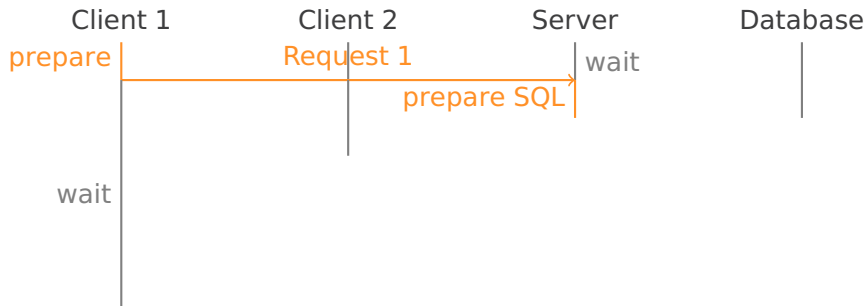 Client 1
Client 2
Server
Database
prepare
Request 1
wait
prepare SQL
wait